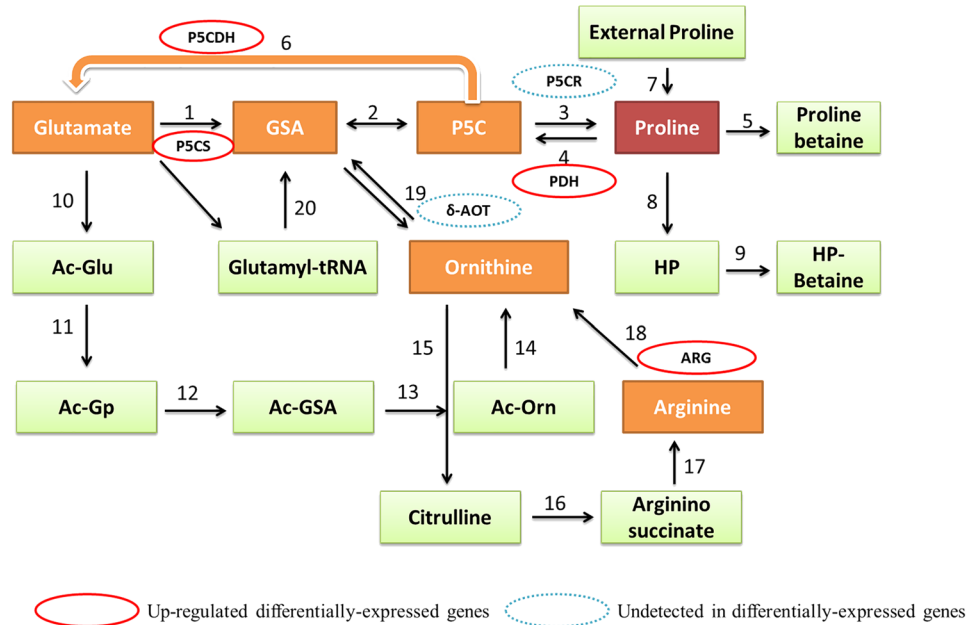 P5CDH
6
External Proline
P5CR
7
Glutamate
1
GSA
2
P5C
3
Proline
5
Proline
betaine
P5CS
4
PDH
10
20
19
δ-AOT
8
Ac-Glu
Glutamyl-tRNA
Ornithine
HP
9
HP-
Betaine
11
15
14
18
ARG
Ac-Gp
12
Ac-GSA
13
Ac-Orn
Arginine
17
Citrulline
16
Arginino
succinate
Up-regulated differentially-expressed genes
Undetected in differentially-expressed genes